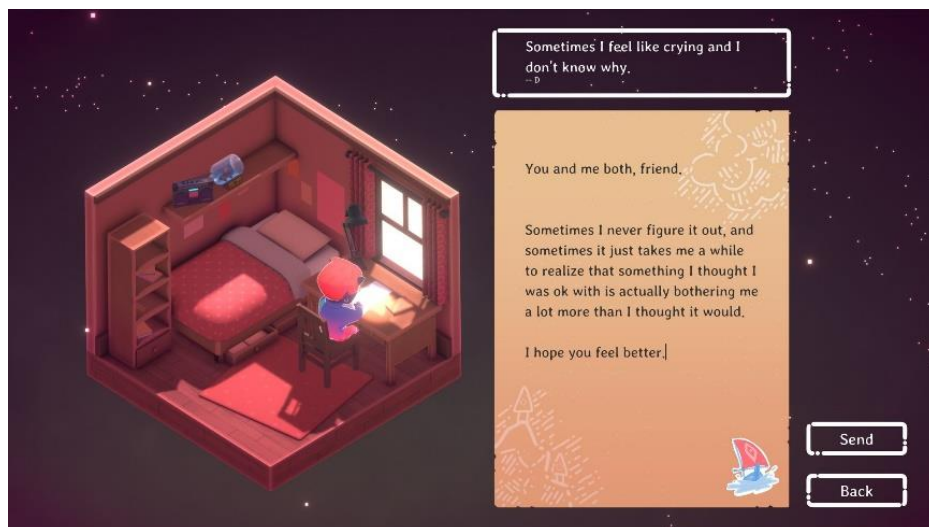 Sometimes I feel like crying and I
don't know why.
-- D
You and me both, friend.
Sometimes I never figure it out, and
sometimes it just takes me a while
to realize that something I thought I
was ok with is actually bothering me
a lot more than I thought it would.
I hope you feel better.
Send
Back